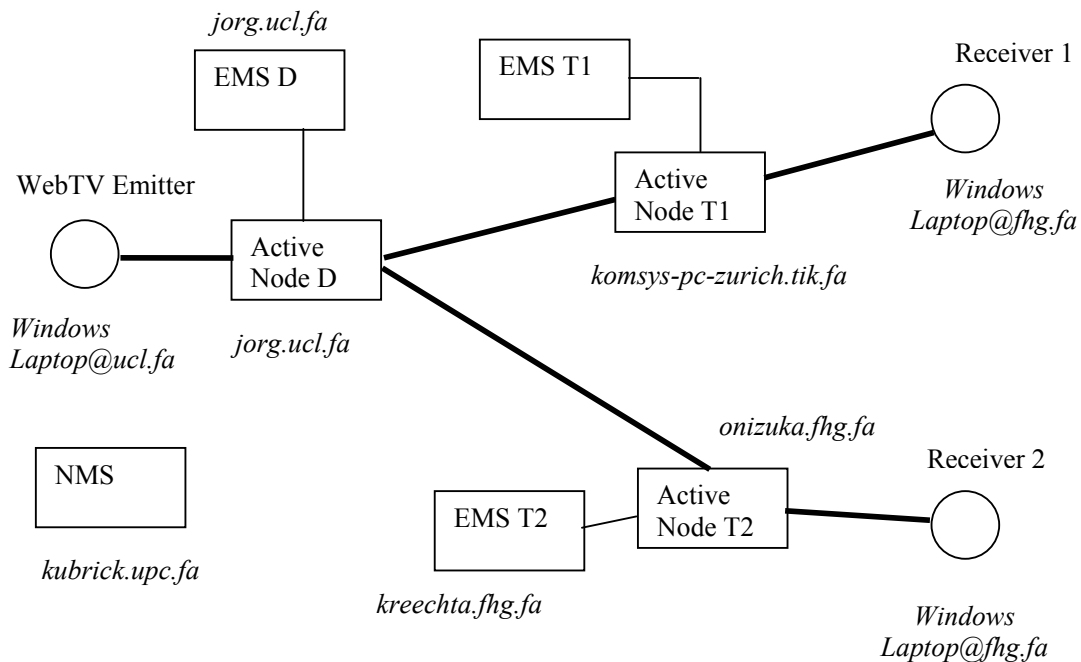 jorg.ucl.fa
EMS D
EMS T1
Receiver 1
WebTV Emitter
Active
Node D
Active
Node T1
Windows
Laptop@fhg.fa
komsys-pc-zurich.tik.fa
Windows
Laptop@ucl.fa
jorg.ucl.fa
onizuka.fhg.fa
NMS
EMS T2
Active
Node T2
Receiver 2
kubrick.upc.fa
kreechta.fhg.fa
Windows
Laptop@fhg.fa